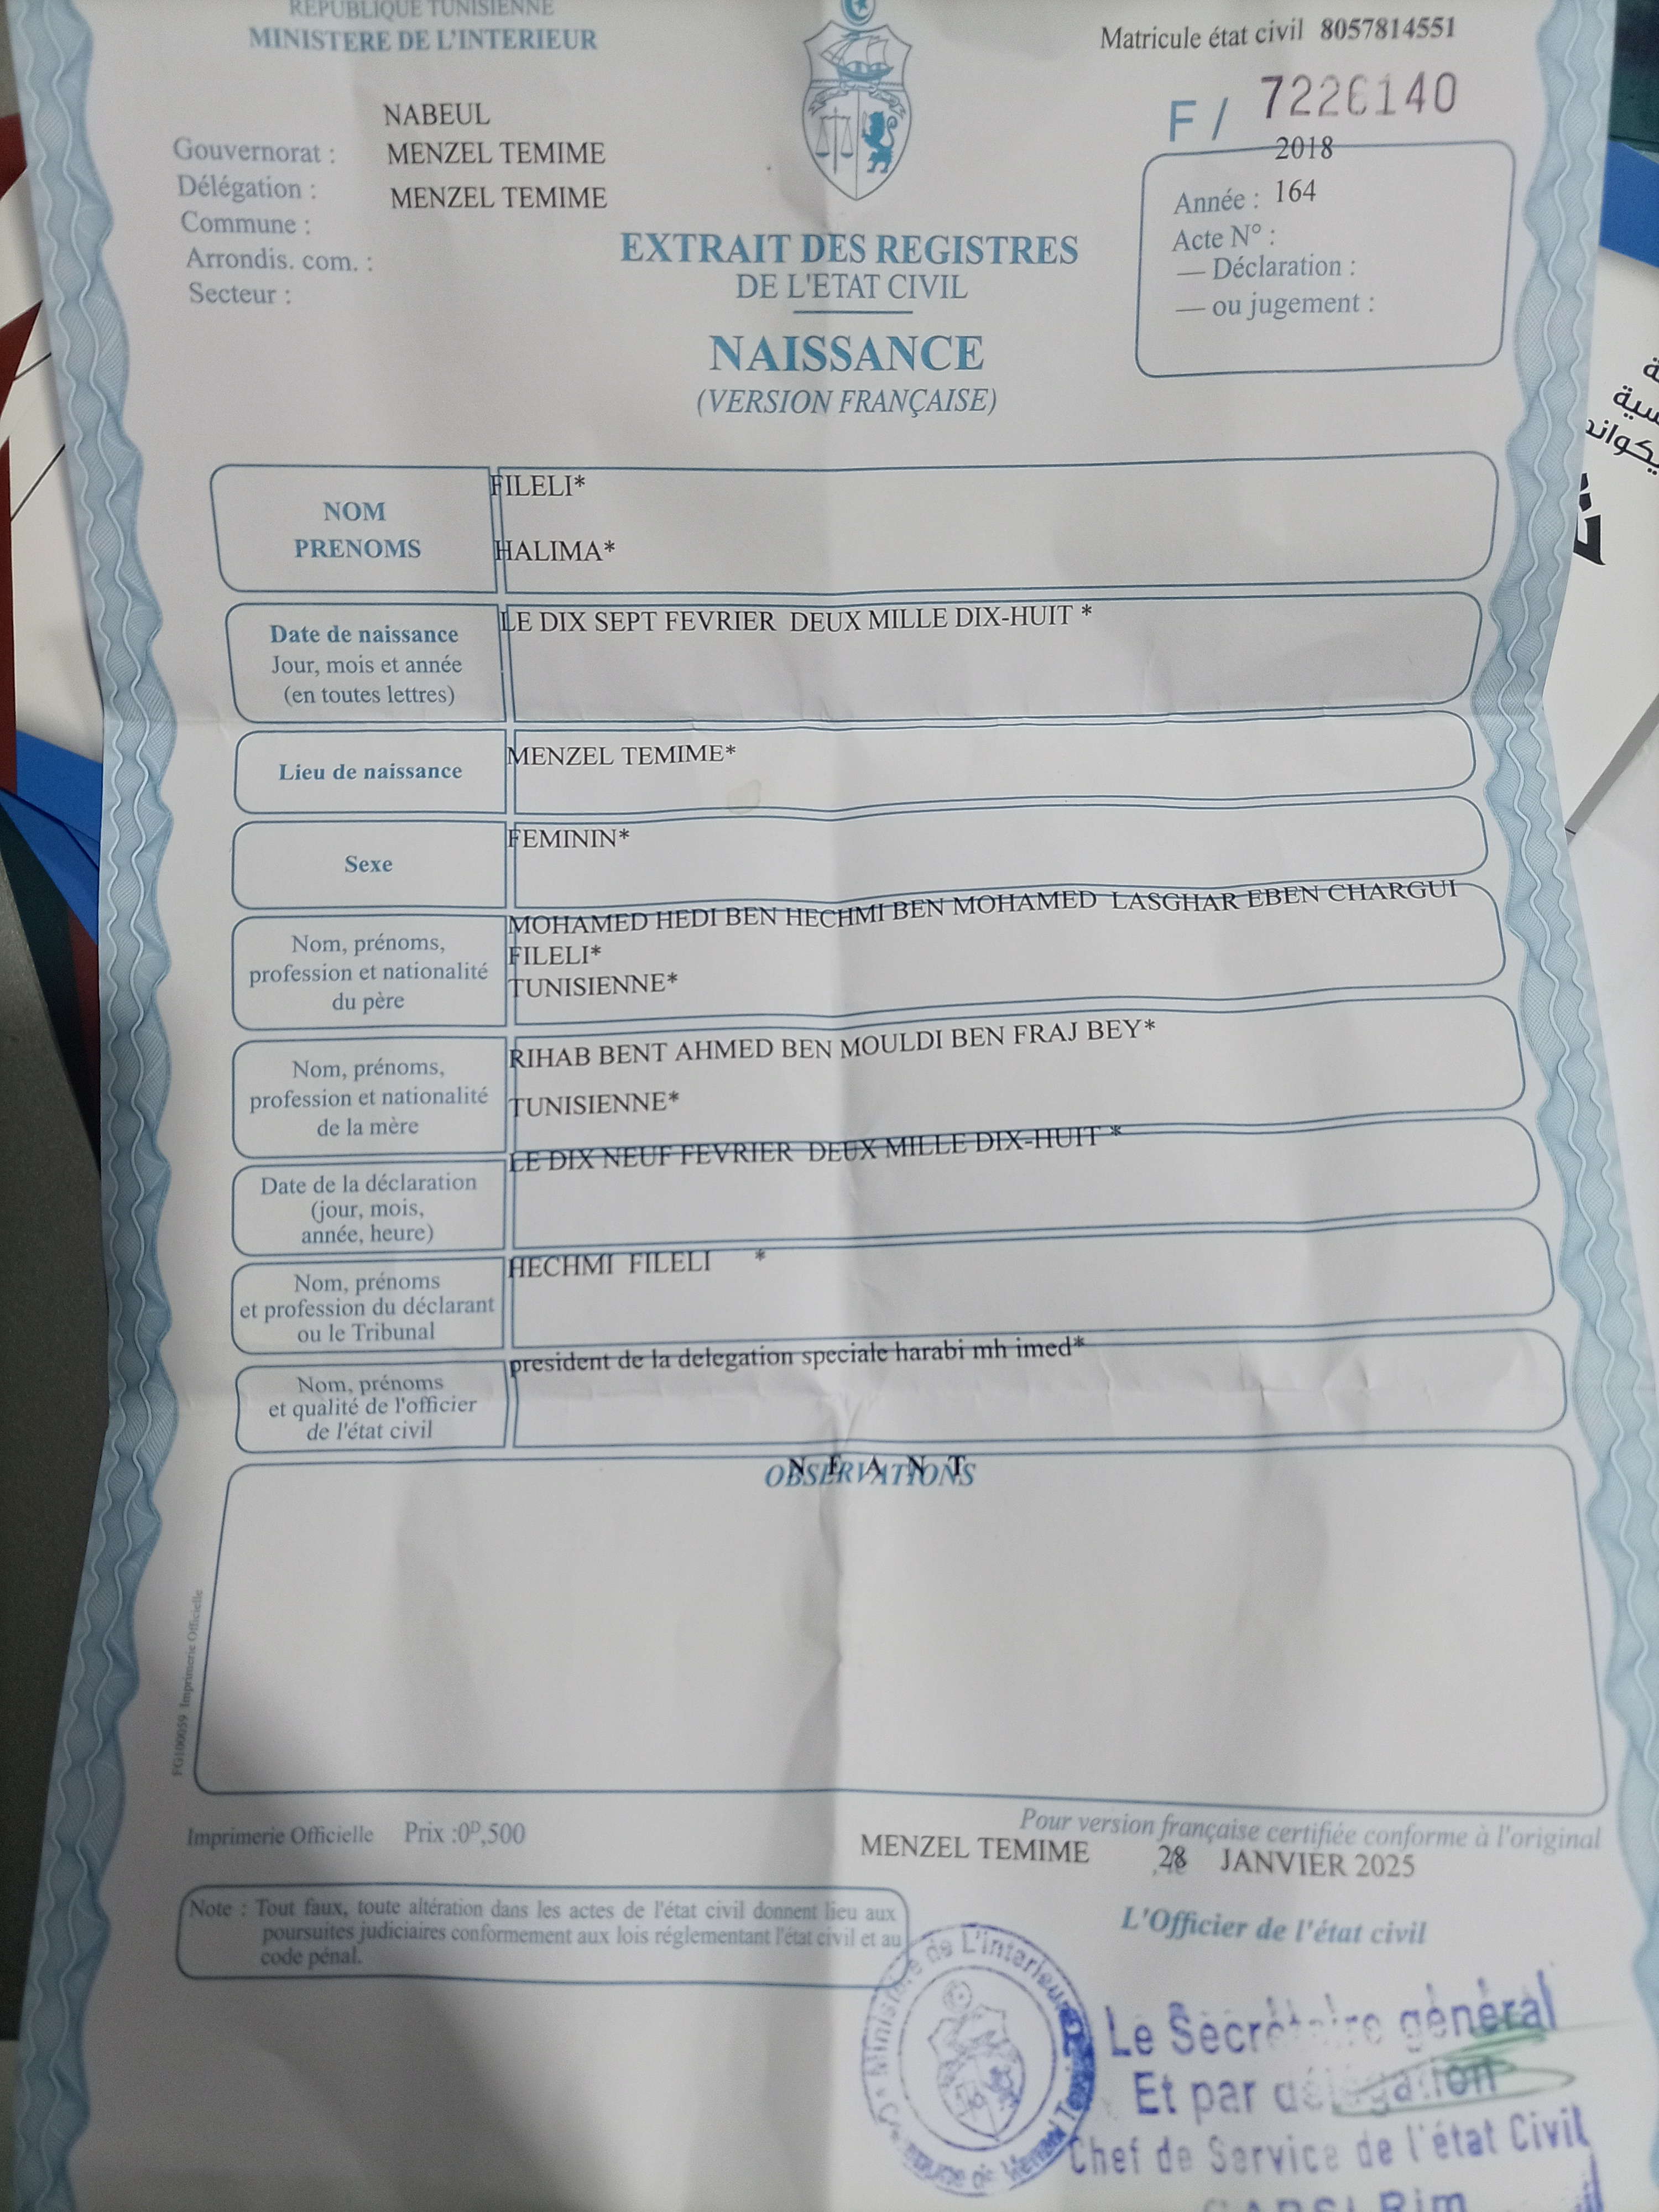 REPUBLIQUE TUNISIENNE
MINISTERE DE L'INTERIEUR
Matricule état civil 8057814551
F / 7226140
NABEUL
Gouvernorat : MENZEL TEMIME
Délégation : MENZEL TEMIME
Commune :
Arrondis. com. :
Secteur :
2018
Année : 164
Acte N° :
— Déclaration :
— ou jugement :
EXTRAIT DES REGISTRES
DE L'ETAT CIVIL
NAISSANCE
(VERSION FRANÇAISE)
NOM
PRENOMS
FILELI*
HALIMA*
Date de naissance
Jour, mois et année
(en toutes lettres)
LE DIX SEPT FEVRIER DEUX MILLE DIX-HUIT *
Lieu de naissance
MENZEL TEMIME*
Sexe
FEMININ*
Nom, prénoms,
profession et nationalité
du père
MOHAMED HEDI BEN HECHMI BEN MOHAMED LASGHAR EBEN CHARGUI
FILELI*
TUNISIENNE*
Nom, prénoms,
profession et nationalité
de la mère
RIHAB BENT AHMED BEN MOULDI BEN FRAJ BEY*
TUNISIENNE*
Date de la déclaration
(jour, mois,
année, heure)
LE DIX NEUF FEVRIER DEUX MILLE DIX-HUIT *
Nom, prénoms
et profession du déclarant
ou le Tribunal
HECHMI FILELI *
Nom, prénoms
et qualité de l'officier
de l'état civil
president de la delegation speciale harabi mh imed*
OBSERVATIONS
N E A N T
FG100059 Imprimerie Officielle
Imprimerie Officielle Prix :0ᴰ,500
Pour version française certifiée conforme à l'original
MENZEL TEMIME 28 JANVIER 2025
Note : Tout faux, toute altération dans les actes de l'état civil donnent lieu aux
poursuites judiciaires conformement aux lois réglementant l'état civil et au
code pénal.
L'Officier de l'état civil
Ministère de L'interieur
Le Secrétaire général
Et par délégation
Chef de Service de l'état Civil
Rim